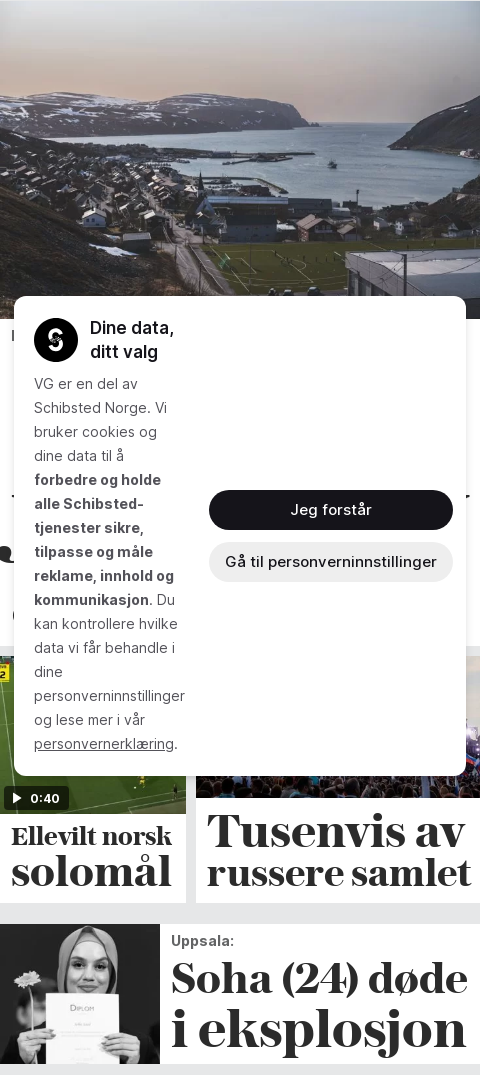 Dine data,
ditt valg
VG er en del av
Schibsted Norge. Vi
bruker cookies og
dine data til å
forbedre og holde
alle Schibsted-
tjenester sikre,
tilpasse og måle
reklame, innhold og
kommunikasjon. Du
kan kontrollere hvilke
data vi får behandle i
dine
personverninnstillinger
og lese mer i vår
personvernerklæring.
Jeg forstår
Gå til personverninnstillinger
0:40
Ellevilt norsk
solomål
Tusenvis av
russere samlet
Uppsala:
DIPLOM
Soha (24) døde
i eksplosjon